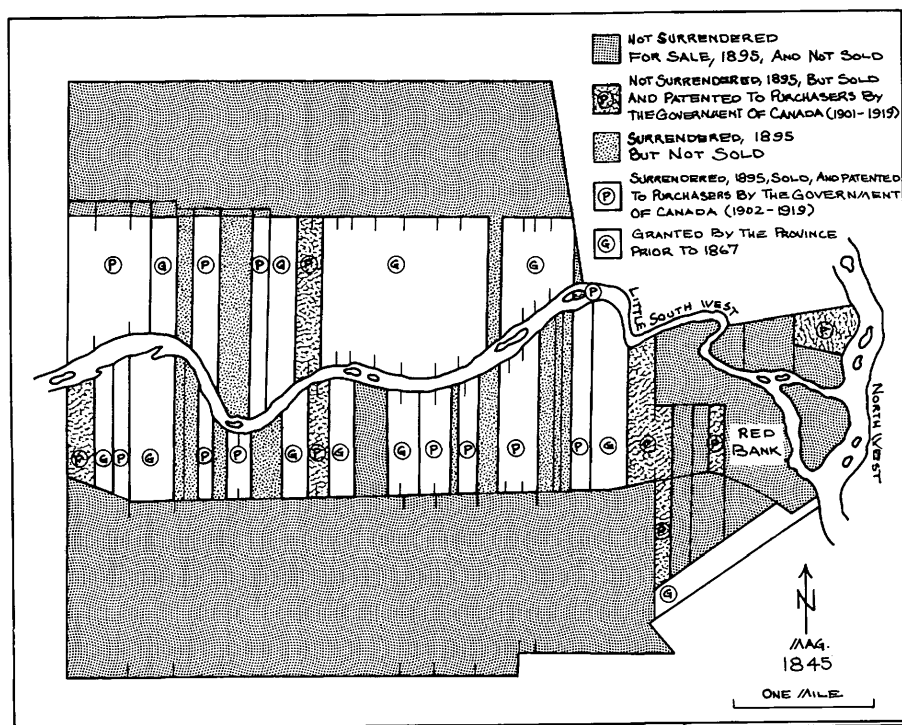 NOT SURRENDERED
FOR SALE, 1895, AND NOT SOLD
NOT SURRENDERED, 1895, BUT SOLD
P AND PATENTED TO PURCHASERS BY
THE GOVERNMENT OF CANADA (1901-1919)
SURRENDERED, 1895
BUT NOT SOLD
SURRENDERED, 1895, SOLD, AND PATENTED
P TO PURCHASERS BY THE GOVERNMENT
OF CANADA (1902-1919)
G GRANTED BY THE PROVINCE
PRIOR TO 1867
P G P P G P G G
P
LITTLE SOUTH WEST
P
NORTH WEST
P G P G P P G P G G P P P G P P
RED
BANK
P
G
N
MAG.
1845
ONE MILE